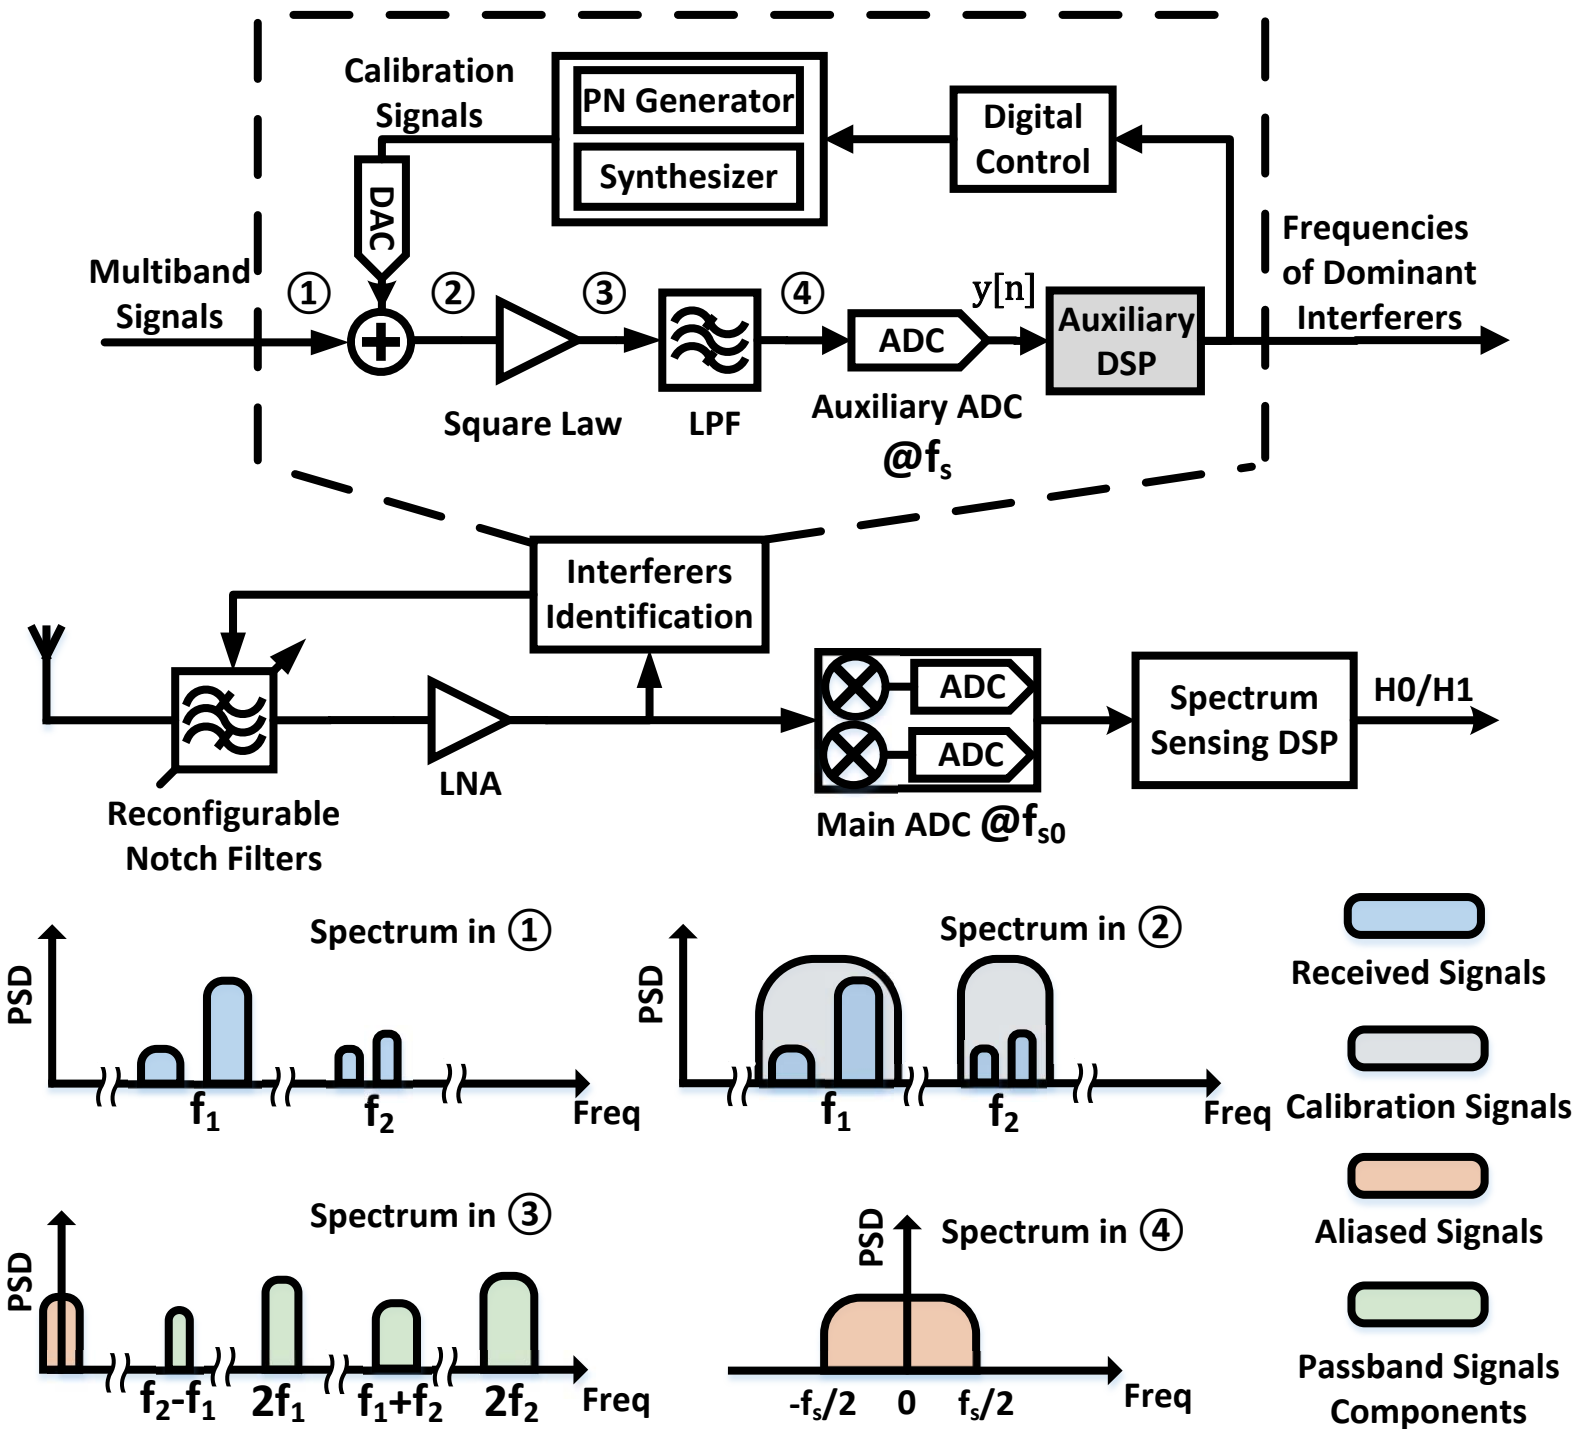 Calibration
Signals
PN Generator
Synthesizer
Digital
Control
DAC
Multiband
Signals
①
②
③
④
y[n]
ADC
Auxiliary
DSP
Frequencies
of Dominant
Interferers
Square Law
LPF
Auxiliary ADC
@fs
Interferers
Identification
Reconfigurable
Notch Filters
LNA
ADC
ADC
Main ADC @fs0
Spectrum
Sensing DSP
H0/H1
Spectrum in ①
PSD
f1
f2
Freq
Spectrum in ②
PSD
f1
f2
Freq
Received Signals
Calibration Signals
Aliased Signals
Passband Signals
Components
Spectrum in ③
PSD
f2-f1
2f1
f1+f2
2f2
Freq
Spectrum in ④
PSD
-fs/2
0
fs/2
Freq